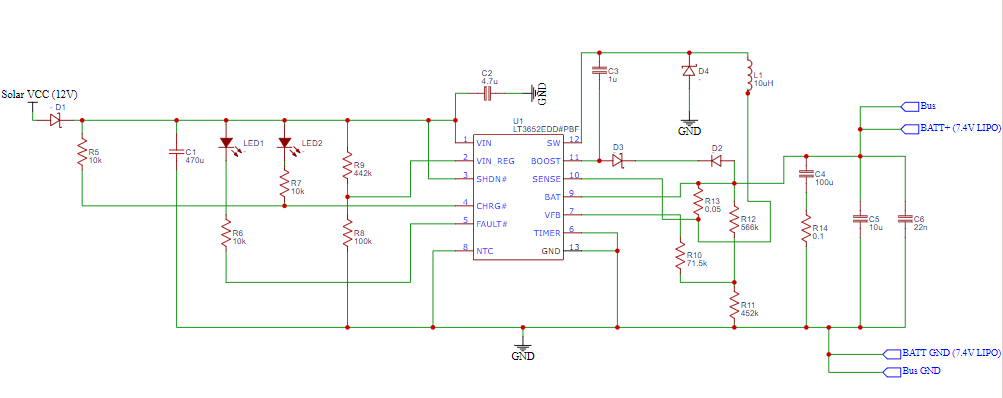 Solar VCC (12V)
D1
R5
10k
C1
470u
LED1
LED2
R7
10k
R6
10k
R9
442k
R8
100k
C2
4.7u
GND
U1
LT3652EDD#PBF
1 VIN
2 VIN_REG
3 SHDN#
4 CHRG#
5 FAULT#
8 NTC
SW 12
BOOST 11
SENSE 10
BAT 9
VFB 7
TIMER 6
GND 13
C3
1u
D4
GND
L1
10uH
D3
D2
R13
0.05
R12
566k
R10
71.5k
R11
452k
C4
100u
R14
0.1
C5
10u
C6
22n
Bus
BATT+ (7.4V LIPO)
GND
BATT GND (7.4V LIPO)
Bus GND